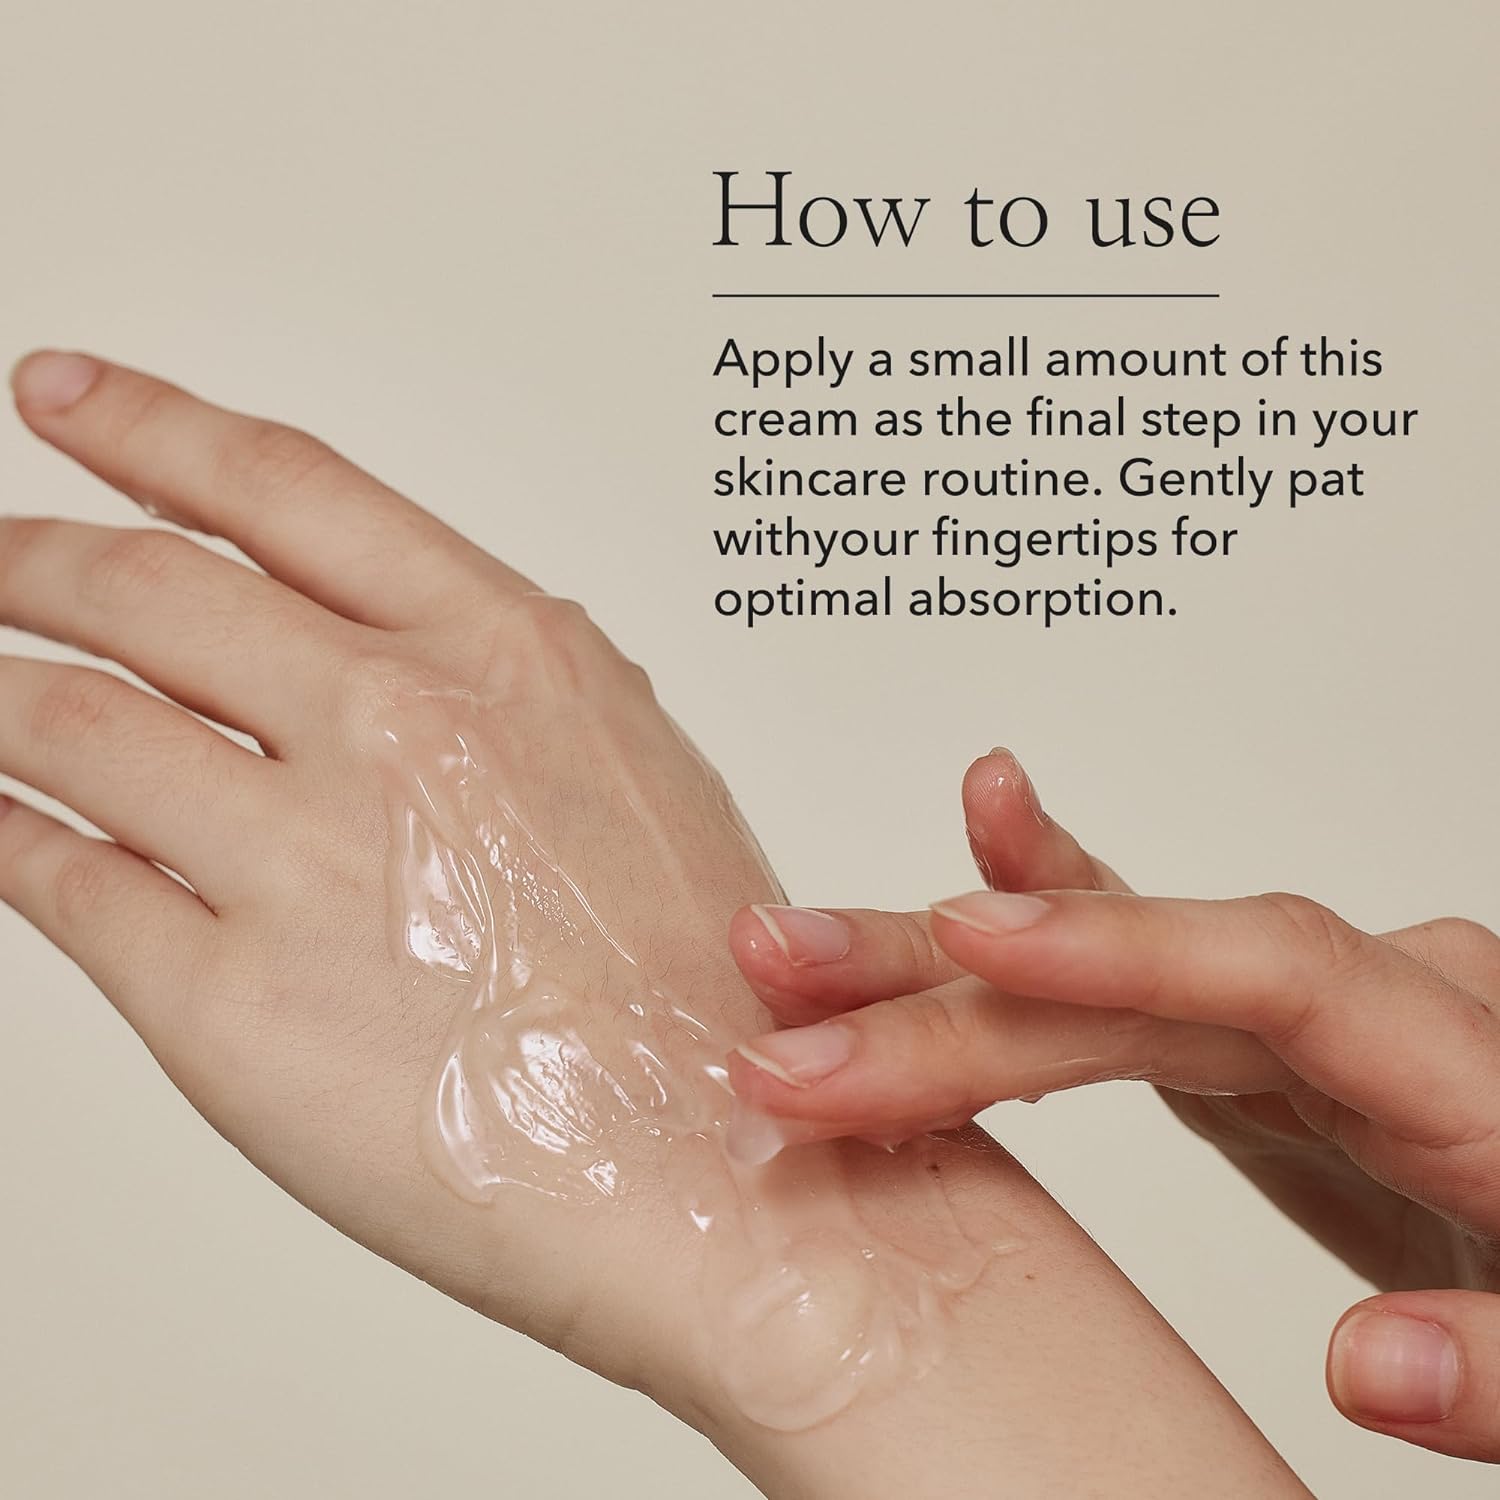 How to use
Apply a small amount of this
cream as the final step in your
skincare routine. Gently pat
withyour fingertips for
optimal absorption.